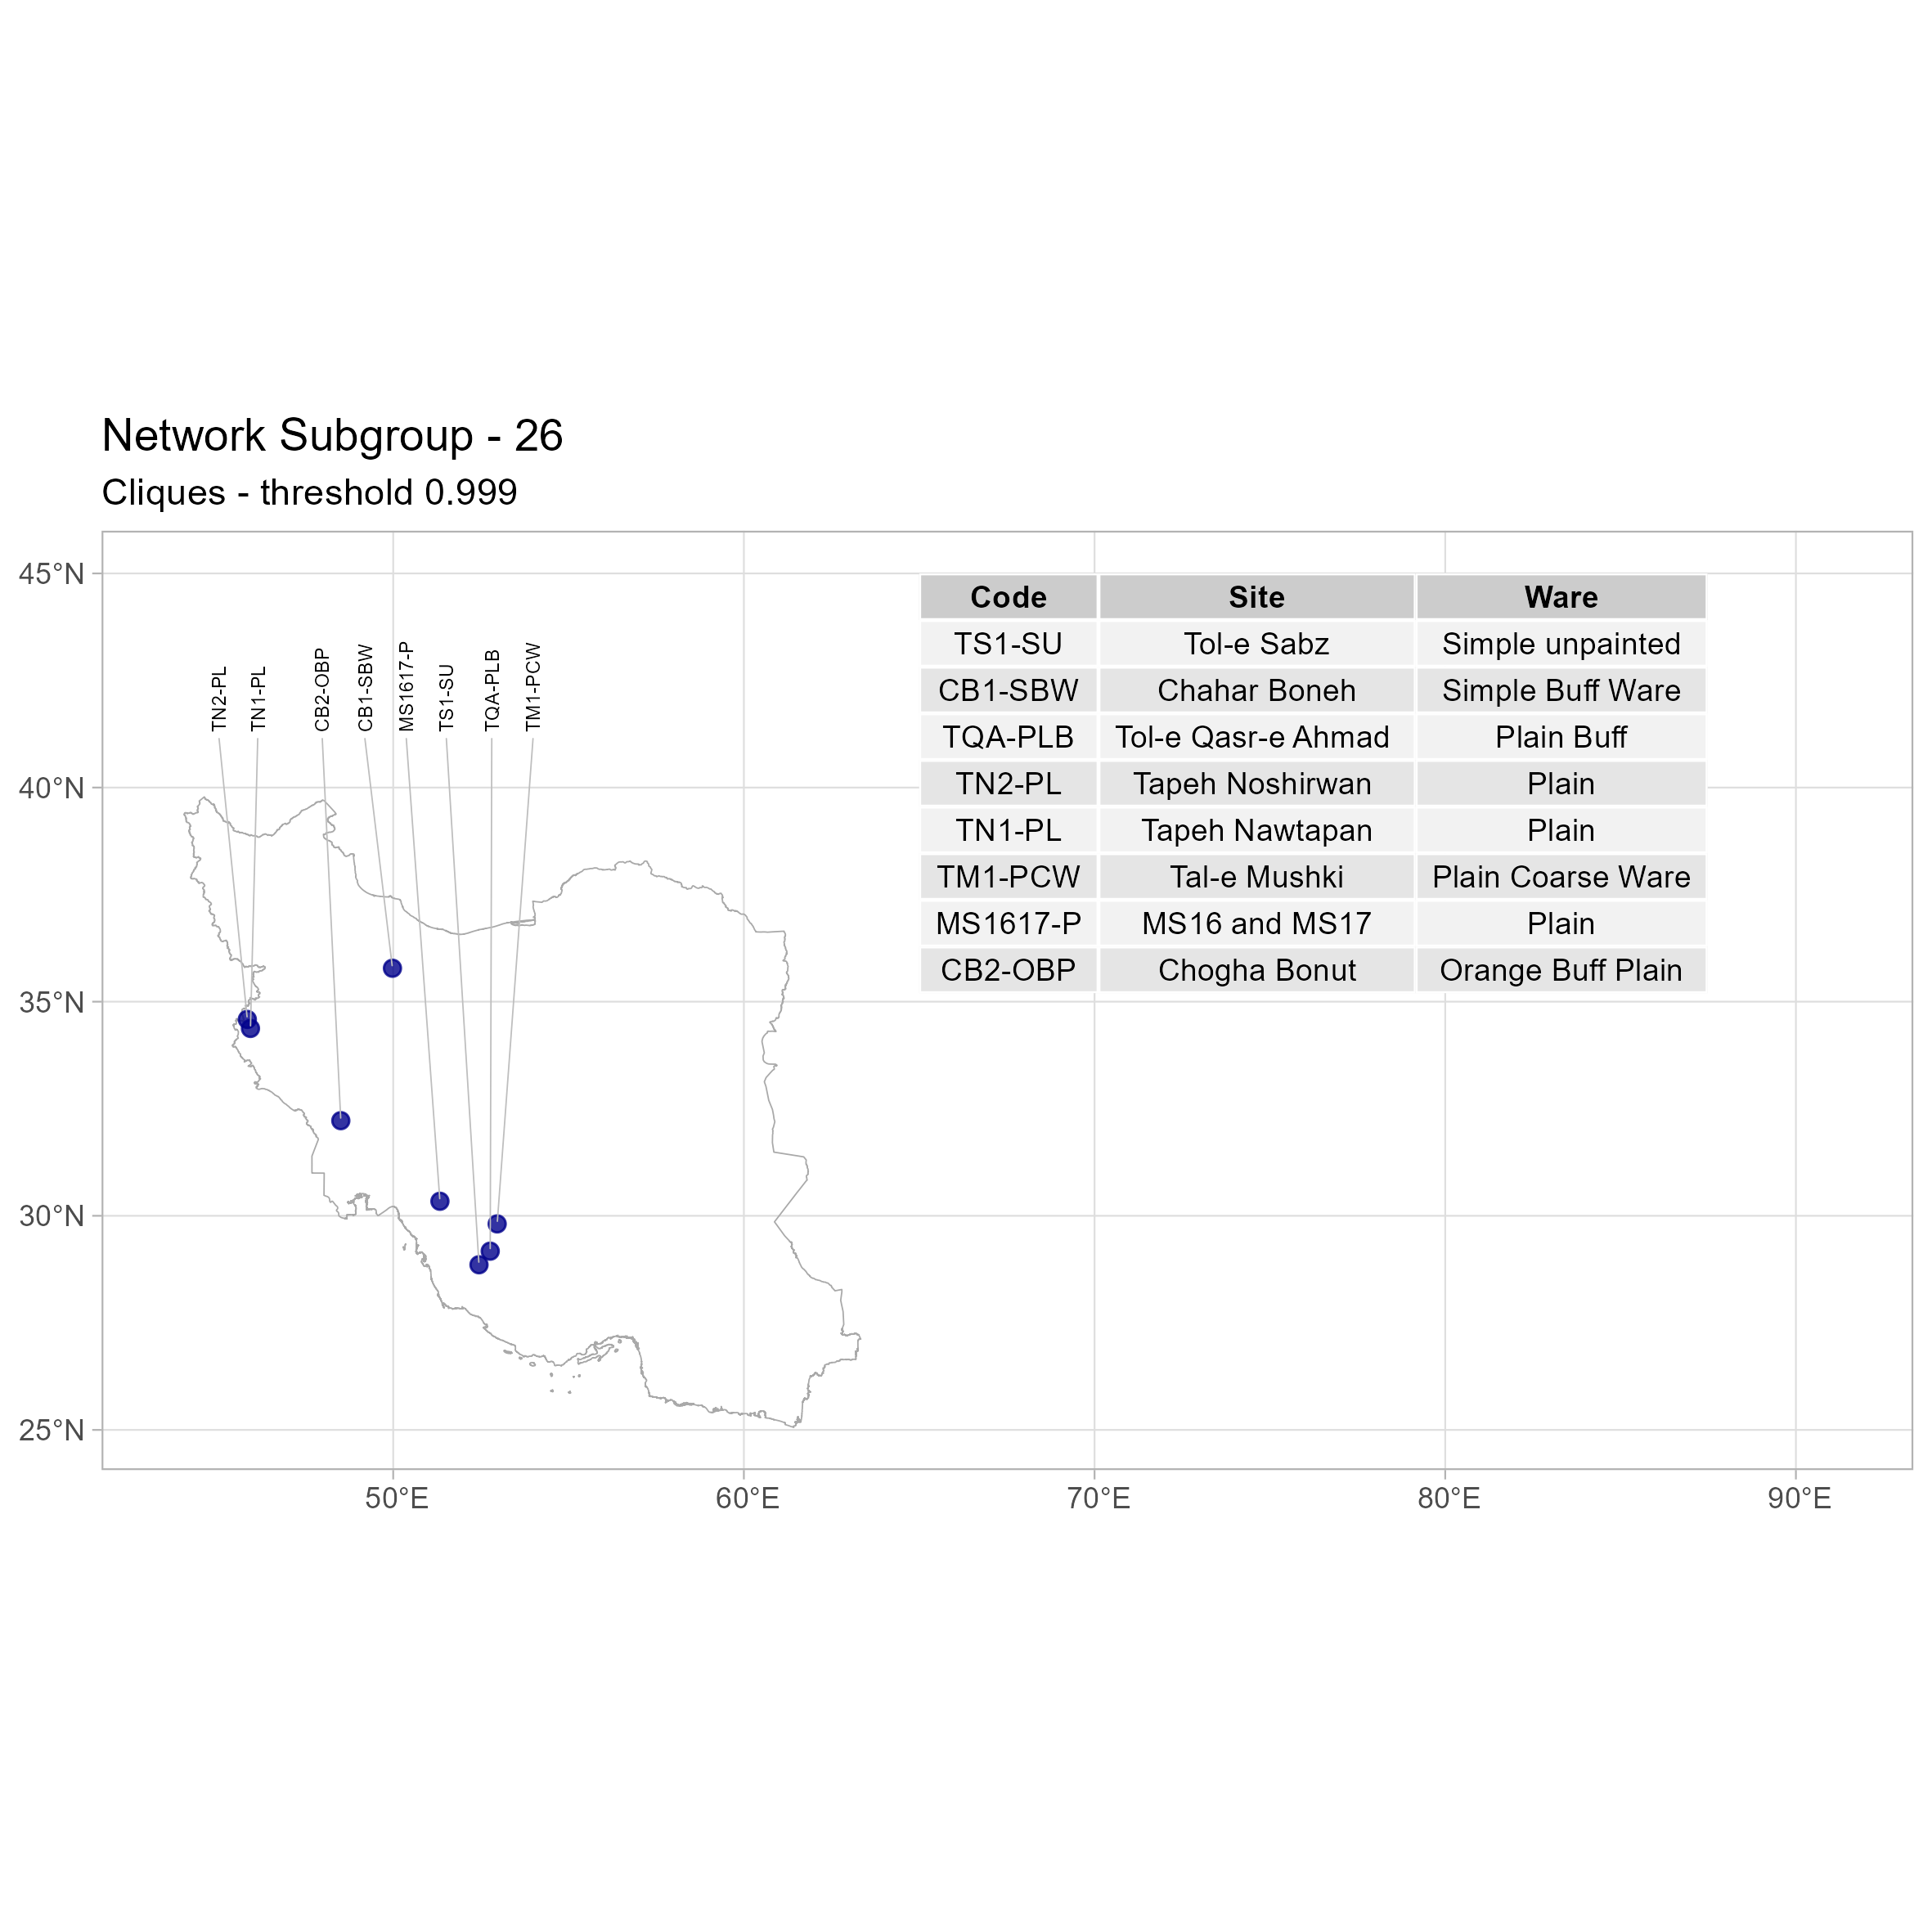 Network Subgroup - 26
Cliques - threshold 0.999
45°N
40°N
35°N
30°N
25°N
TN2-PL
TN1-PL
CB2-OBP
CB1-SBW
MS1617-P
TS1-SU
TQA-PLB
TM1-PCW
Code Site Ware
TS1-SU Tol-e Sabz Simple unpainted
CB1-SBW Chahar Boneh Simple Buff Ware
TQA-PLB Tol-e Qasr-e Ahmad Plain Buff
TN2-PL Tapeh Noshirwan Plain
TN1-PL Tapeh Nawtapan Plain
TM1-PCW Tal-e Mushki Plain Coarse Ware
MS1617-P MS16 and MS17 Plain
CB2-OBP Chogha Bonut Orange Buff Plain
50°E 60°E 70°E 80°E 90°E